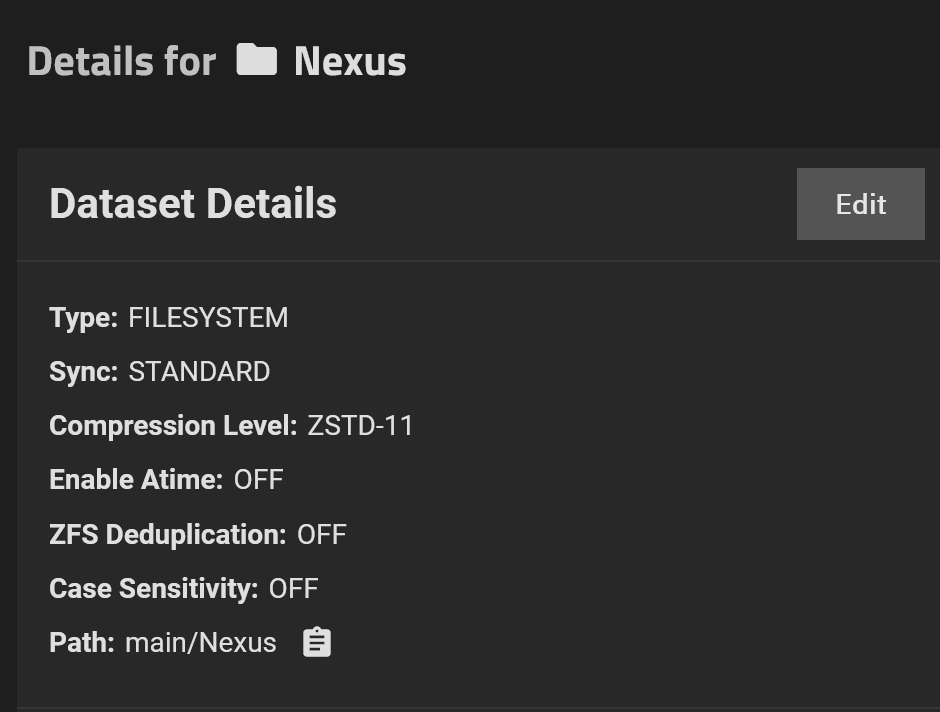 Details for Nexus
Dataset Details
Edit
Type: FILESYSTEM
Sync: STANDARD
Compression Level: ZSTD-11
Enable Atime: OFF
ZFS Deduplication: OFF
Case Sensitivity: OFF
Path: main/Nexus